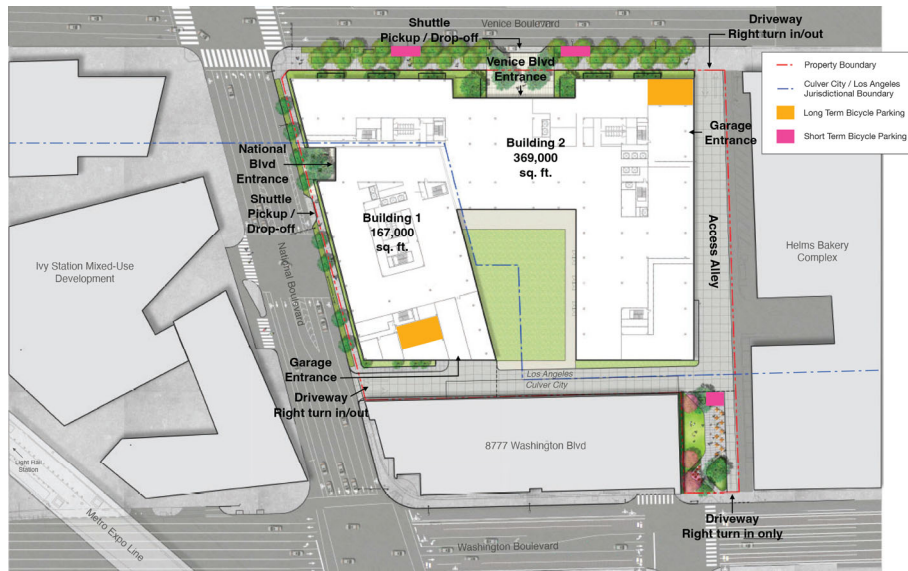 Shuttle
Pickup / Drop-off
Venice Boulevard
Driveway
Right turn in/out
Venice Blvd
Entrance
Property Boundary
Culver City / Los Angeles
Jurisdictional Boundary
Long Term Bicycle Parking
Short Term Bicycle Parking
Garage
Entrance
Building 2
369,000
sq. ft.
National
Blvd
Entrance
Shuttle
Pickup /
Drop-off
Building 1
167,000
sq. ft.
Access Alley
Helms Bakery
Complex
Ivy Station Mixed-Use
Development
National Boulevard
Garage
Entrance
Los Angeles
Culver City
Driveway
Right turn in/out
8777 Washington Blvd
Light Rail
Station
Metro Expo Line
Driveway
Right turn in only
Washington Boulevard